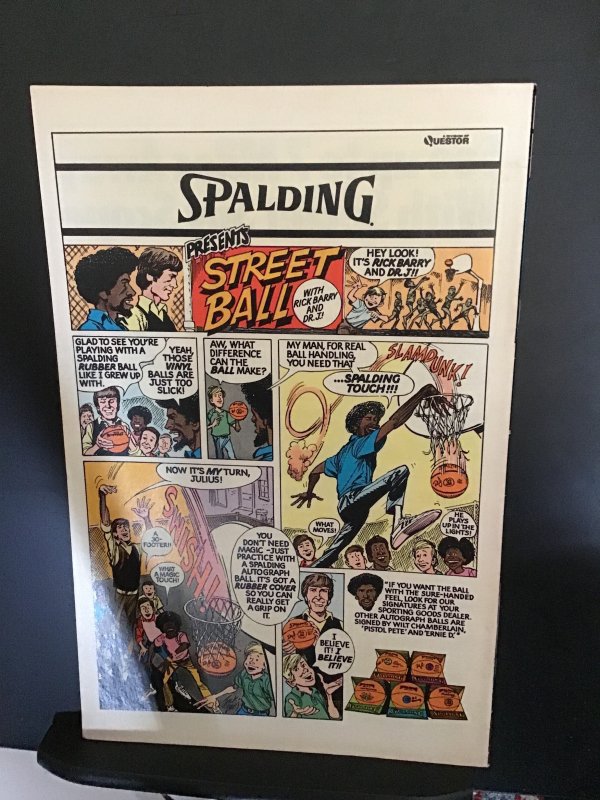 A DIVISION OF
QUESTOR
SPALDING
PRESENTS
STREET
BALL
WITH
RICK BARRY
AND
DR. J!
HEY LOOK!
IT'S RICK BARRY
AND DR. J!!
GLAD TO SEE YOU'RE
PLAYING WITH A
SPALDING
RUBBER BALL
LIKE I GREW UP
WITH.
YEAH,
THOSE
VINYL
BALLS ARE
JUST TOO
SLICK!
AW, WHAT
DIFFERENCE
CAN THE
BALL MAKE?
MY MAN, FOR REAL
BALL HANDLING,
YOU NEED THAT
...SPALDING
TOUCH!!!
SLAMDUNK!
WHAT
MOVES!
HE
PLAYS
UP IN THE
LIGHTS!
NOW IT'S MY TURN,
JULIUS!
A
30-
FOOTER!!
WHAT
A MAGIC
TOUCH!
SWISH!
YOU
DON'T NEED
MAGIC - JUST
PRACTICE WITH
A SPALDING
AUTOGRAPH
BALL. IT'S GOT A
RUBBER COVER
SO YOU CAN
REALLY GET
A GRIP ON
IT.
I
BELIEVE
IT! I
BELIEVE
IT!!
"IF YOU WANT THE BALL
WITH THE SURE-HANDED
FEEL, LOOK FOR OUR
SIGNATURES AT YOUR
SPORTING GOODS DEALER.
OTHER AUTOGRAPH BALLS ARE
SIGNED BY WILT CHAMBERLAIN,
"PISTOL PETE" AND "ERNIE D."